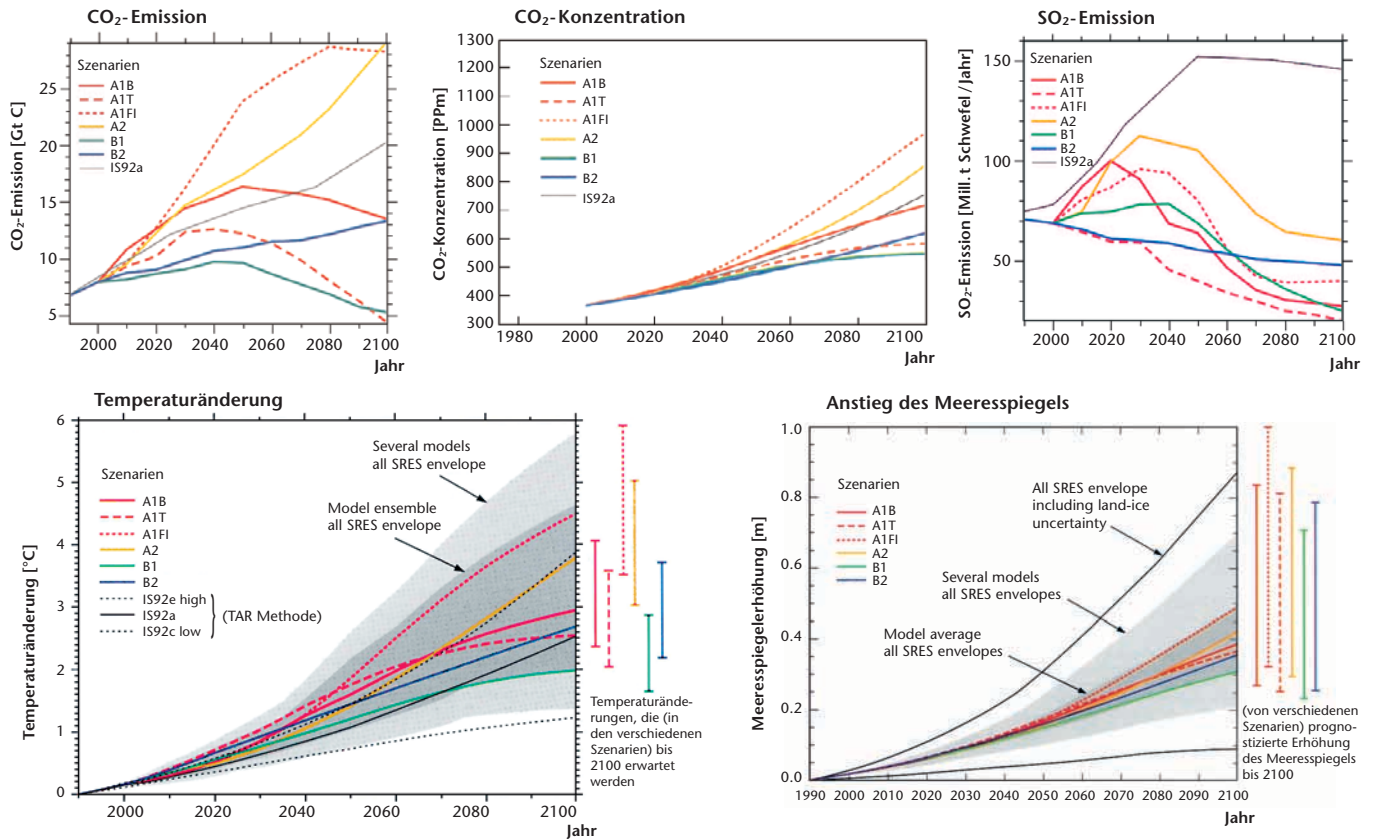 CO₂-Emission
CO₂-Emission [Gt C]
25
20
15
10
5
Szenarien
A1B
A1T
A1FI
A2
B1
B2
IS92a
2000 2020 2040 2060 2080 2100
Jahr
CO₂-Konzentration
CO₂-Konzentration [PPm]
1300
1200
1100
1000
900
800
700
600
500
400
300
Szenarien
A1B
A1T
A1FI
A2
B1
B2
IS92a
1980 2000 2020 2040 2060 2080 2100
Jahr
SO₂-Emission
SO₂-Emission [Mill. t Schwefel/Jahr]
150
100
50
Szenarien
A1B
A1T
A1FI
A2
B1
B2
IS92a
2000 2020 2040 2060 2080 2100
Jahr
Temperaturänderung
Temperaturänderung [°C]
6
5
4
3
2
1
0
Szenarien
A1B
A1T
A1FI
A2
B1
B2
IS92e high
IS92a
IS92c low
(TAR Methode)
Several models
all SRES envelope
Model ensemble
all SRES envelope
2000 2020 2040 2060 2080 2100
Jahr
Temperaturände-
rungen, die (in
den verschiedenen
Szenarien) bis
2100 erwartet
werden
Anstieg des Meeresspiegels
Meeresspiegelerhöhung [m]
1.0
0.8
0.6
0.4
0.2
0.0
Szenarien
A1B
A1T
A1FI
A2
B1
B2
All SRES envelope
including land-ice
uncertainty
Several models
all SRES envelopes
Model average
all SRES envelopes
1990 2000 2010 2020 2030 2040 2050 2060 2070 2080 2090 2100
Jahr
(von verschiedenen
Szenarien) progno-
stizierte Erhöhung
des Meeresspiegels
bis 2100